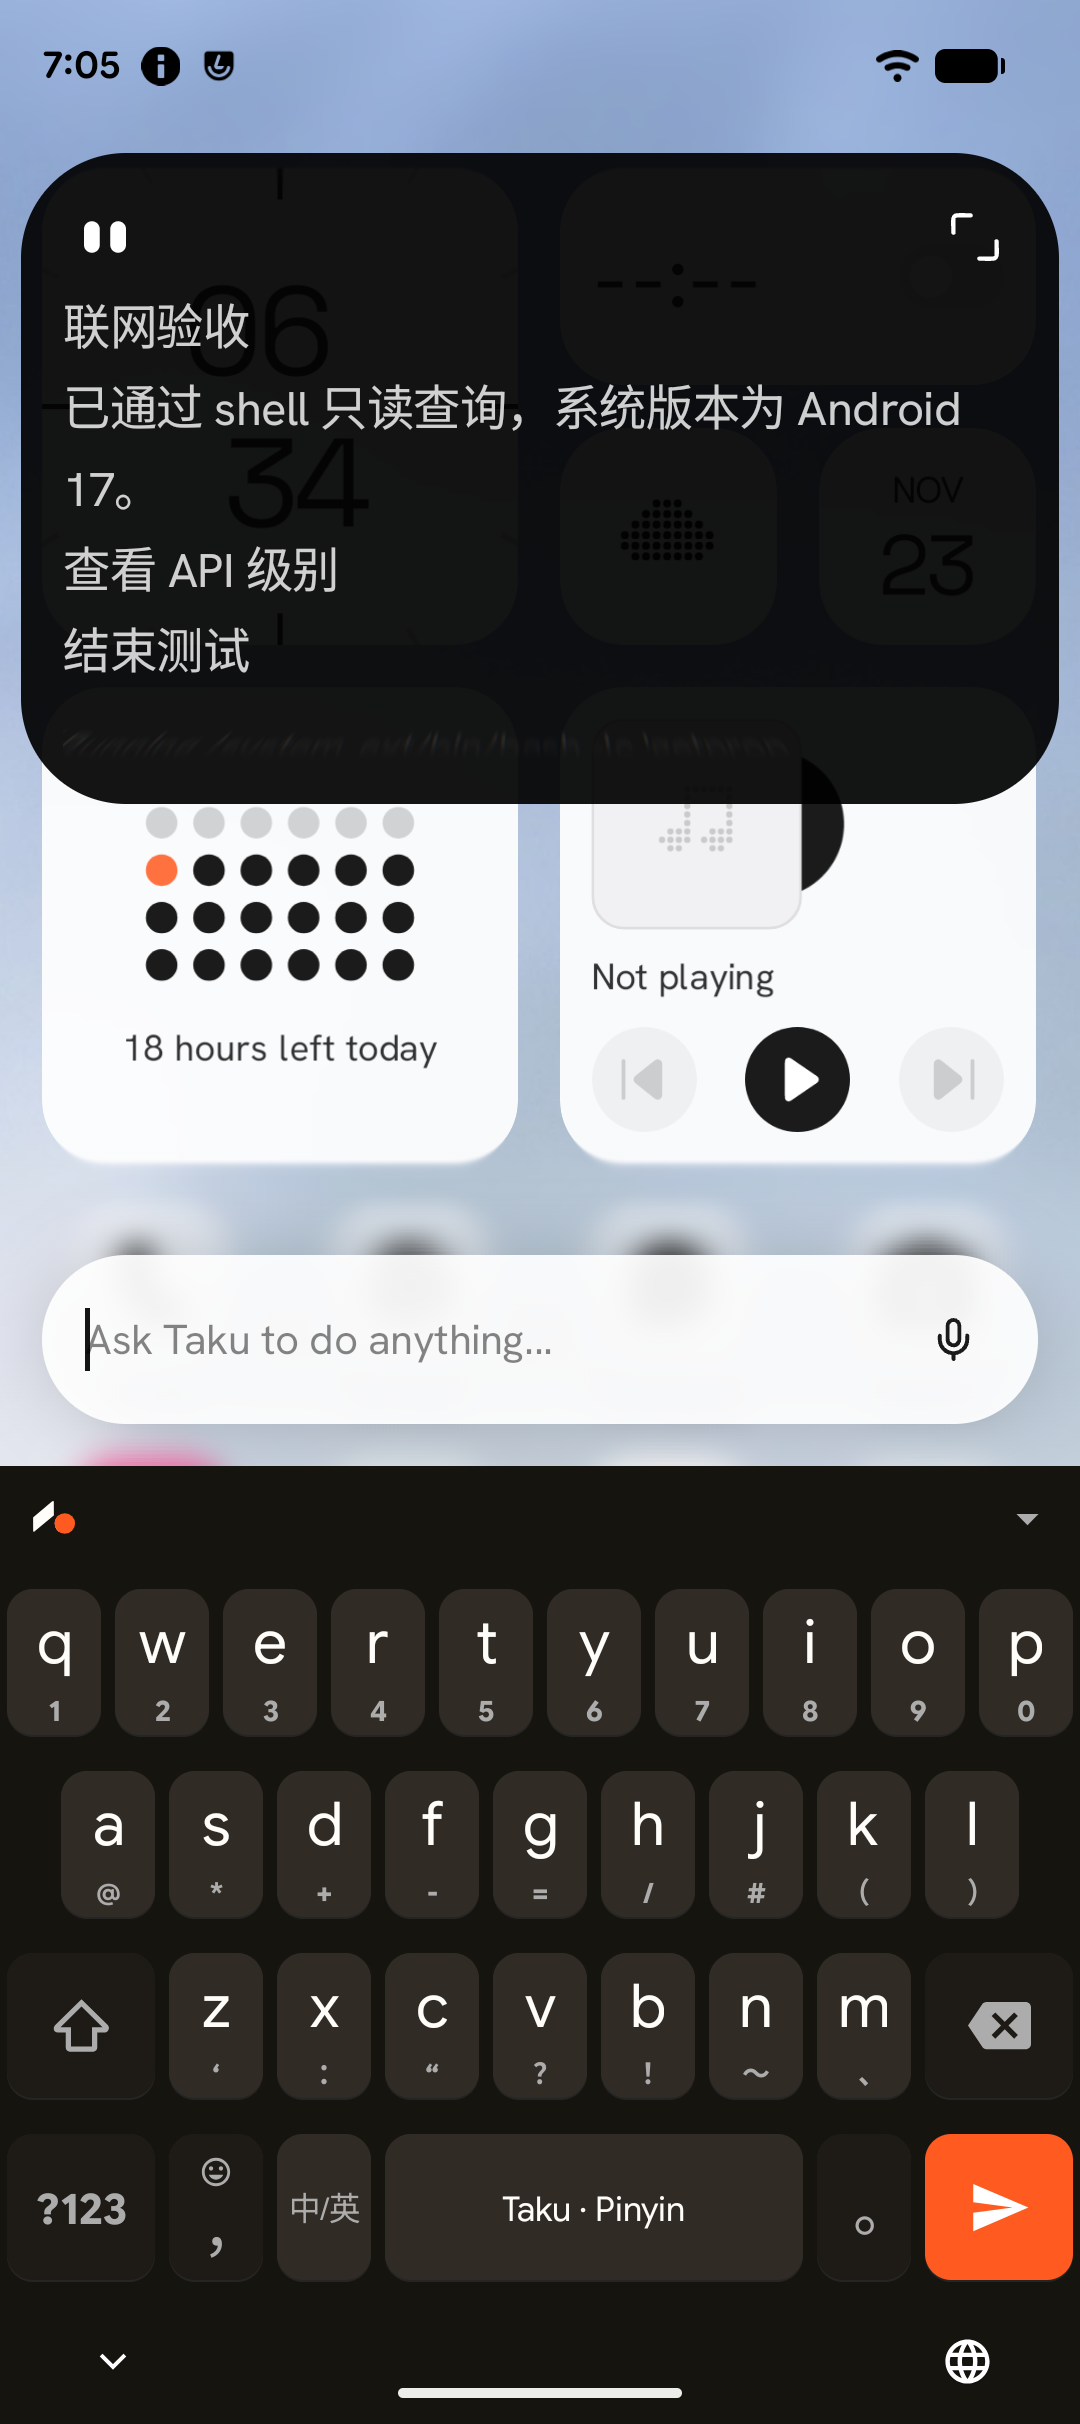 7:05
联网验收
已通过 shell 只读查询，系统版本为 Android
17。
查看 API 级别
结束测试
06
34
--:--
NOV
23
18 hours left today
Not playing
Ask Taku to do anything...
q w e r t y u i o p
1 2 3 4 5 6 7 8 9 0
a s d f g h j k l
@ * + - = / # ( )
z x c v b n m
‘ : “ ? ! ～ 、
?123 ， 中/英 Taku · Pinyin 。